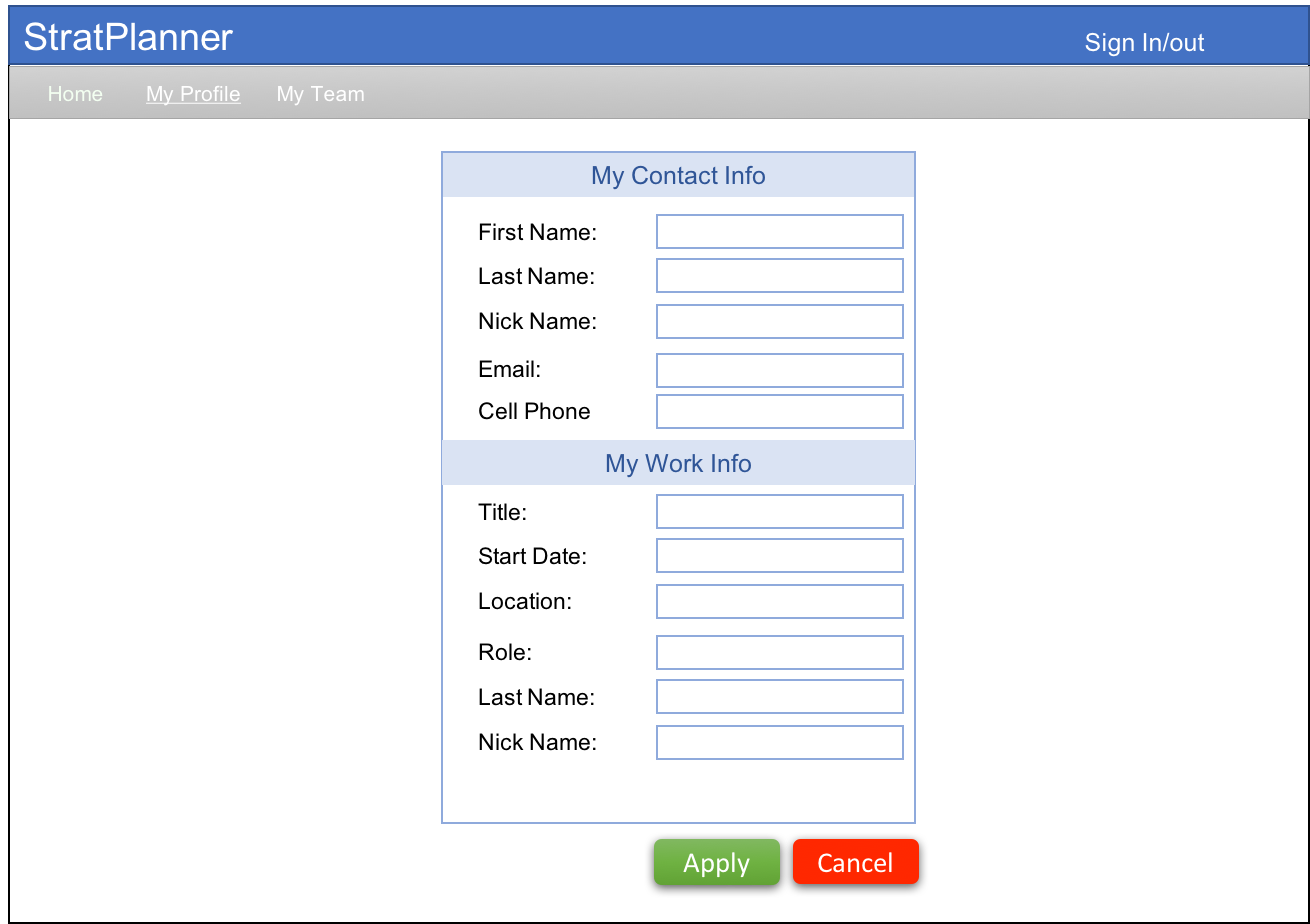 StratPlanner
Sign In/out
Home My Profile My Team
My Contact Info
First Name:
Last Name:
Nick Name:
Email:
Cell Phone
My Work Info
Title:
Start Date:
Location:
Role:
Last Name:
Nick Name:
Apply Cancel